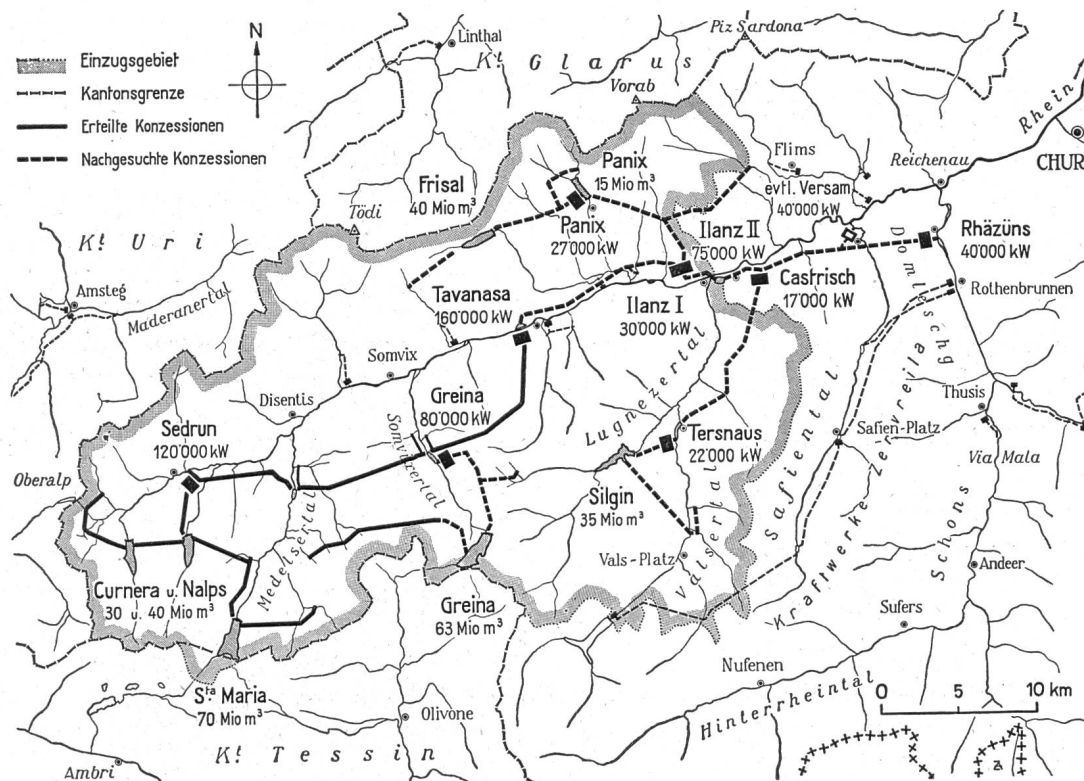 Einzugsgebiet
Kantonsgrenze
Erteilte Konzessionen
Nachgesuchte Konzessionen
N
Linthal
Kt. Glarus
Piz Sardona
Vorab
Rhein
Flims
Reichenau
CHUR
Panix
15 Mio m³
Frisal
40 Mio m³
evtl. Versam
40'000 kW
Tödi
Panix
27'000 kW
Ilanz II
75'000 kW
Rhäzüns
40'000 kW
Kt. Uri
Amsteg
Maderanertal
Tavanasa
160'000 kW
Ilanz I
30'000 kW
Castrisch
17'000 kW
Domleschg
Rothenbrunnen
Somvix
Disentis
Greina
80'000 kW
Somvixertal
Lugnezertal
Safiental
Thusis
Sedrun
120'000 kW
Tersnaus
22'000 kW
Safien-Platz
Via Mala
Oberalp
Silgin
35 Mio m³
Medelsertal
Vals-Platz
Valsertal
Kraftwerke Zervreila
Schons
Andeer
Curnera u. Nalps
30 u. 40 Mio m³
Greina
63 Mio m³
Sufers
Sta Maria
70 Mio m³
Nufenen
Hinterrheintal
0 5 10 km
Olivone
Kt. Tessin
Ambri